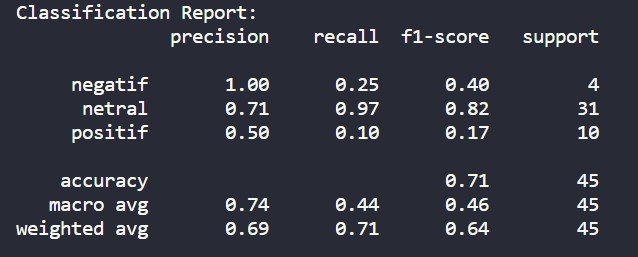 Classification Report:
precision recall f1-score support
negatif 1.00 0.25 0.40 4
netral 0.71 0.97 0.82 31
positif 0.50 0.10 0.17 10
accuracy 0.71 45
macro avg 0.74 0.44 0.46 45
weighted avg 0.69 0.71 0.64 45